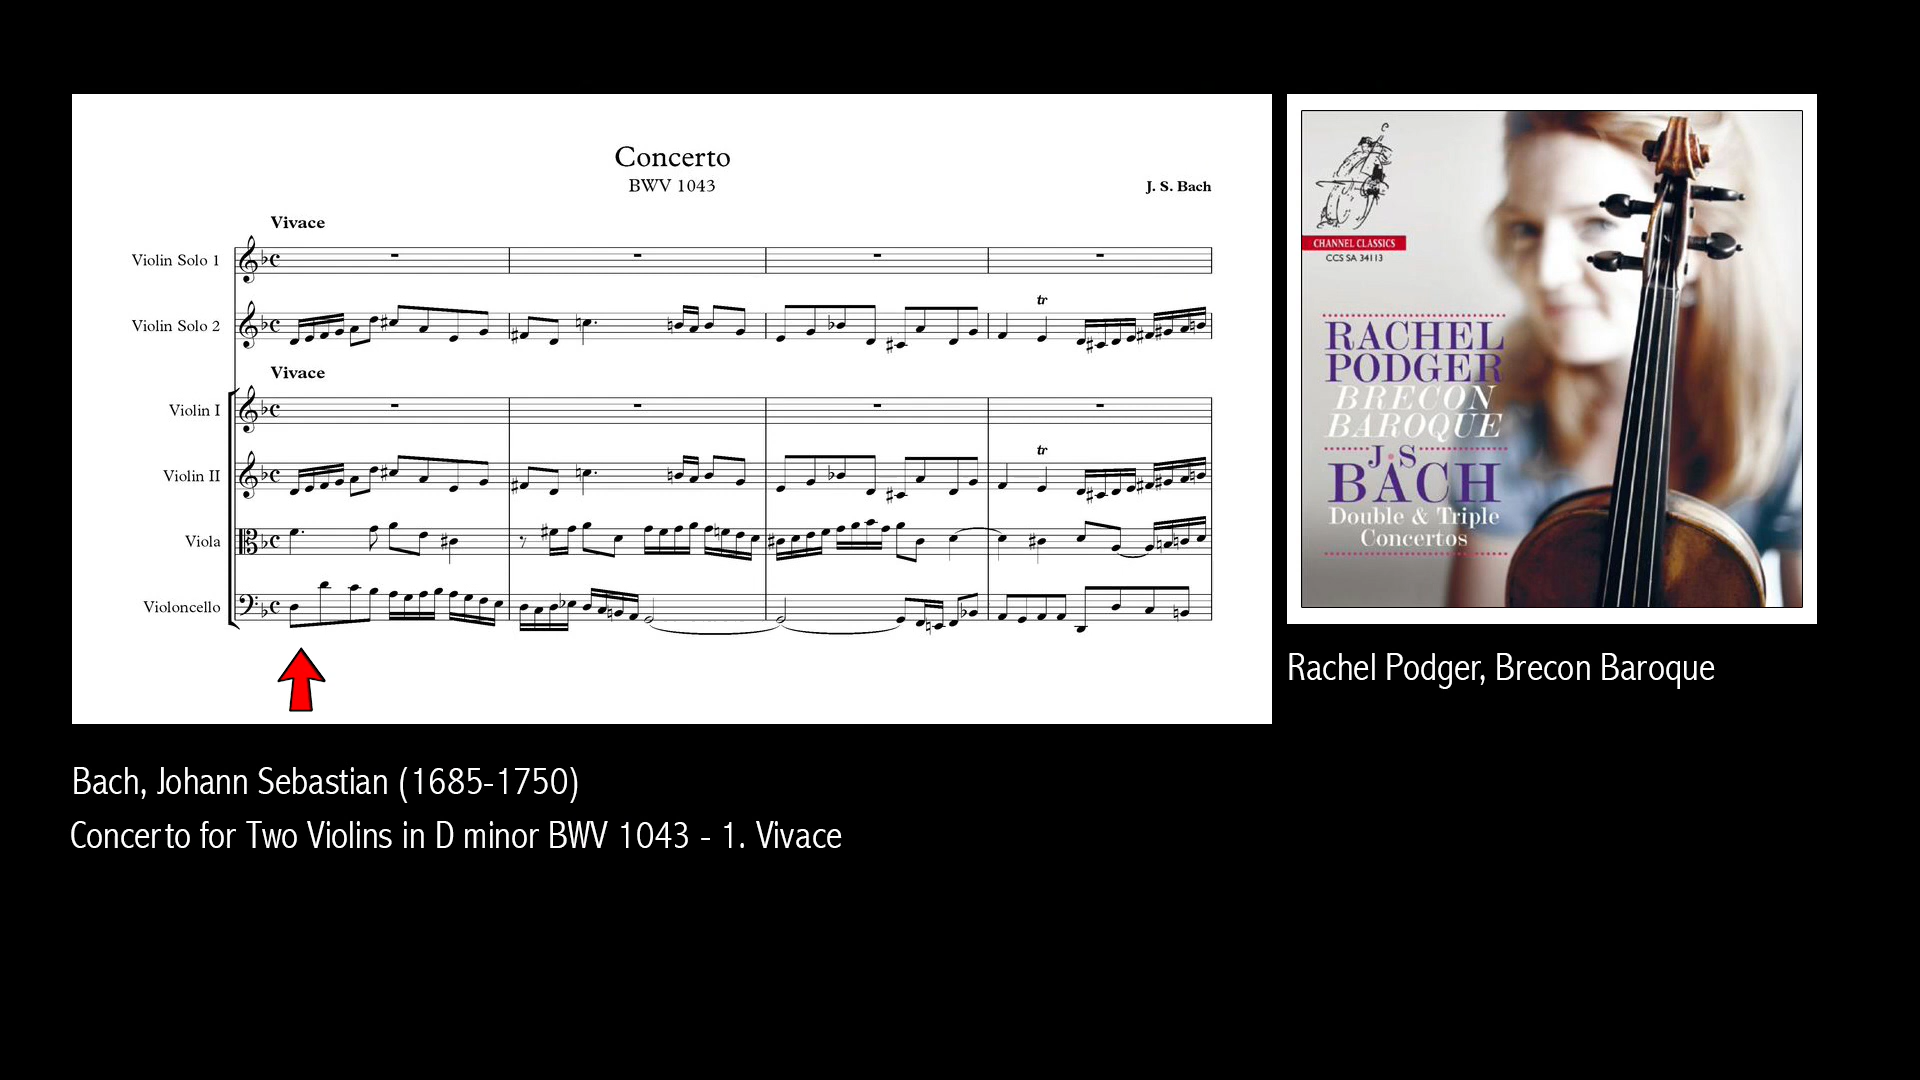 Concerto
BWV 1043
J. S. Bach
Vivace
Violin Solo 1
Violin Solo 2
tr
Vivace
Violin I
Violin II
tr
Viola
Violoncello
CHANNEL CLASSICS
CCS SA 34113
RACHEL
PODGER
BRECON
BAROQUE
J.S
BACH
Double & Triple
Concertos
Rachel Podger, Brecon Baroque
Bach, Johann Sebastian (1685-1750)
Concerto for Two Violins in D minor BWV 1043 - 1. Vivace